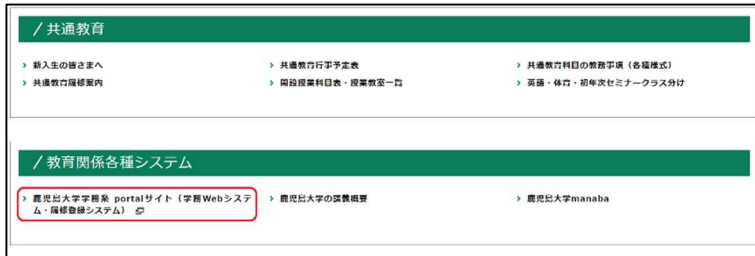 /共通教育
› 新入生の皆さまへ
› 共通教育行事予定表
› 共通教育科目の教務事項（各種様式）
› 共通教育履修案内
› 開設授業科目表・授業教室一覧
› 英語・体育・初年次セミナークラス分け
/教育関係各種システム
› 鹿児島大学学務系 portalサイト（学務Webシステ
ム・履修登録システム）
› 鹿児島大学の講義概要
› 鹿児島大学manaba